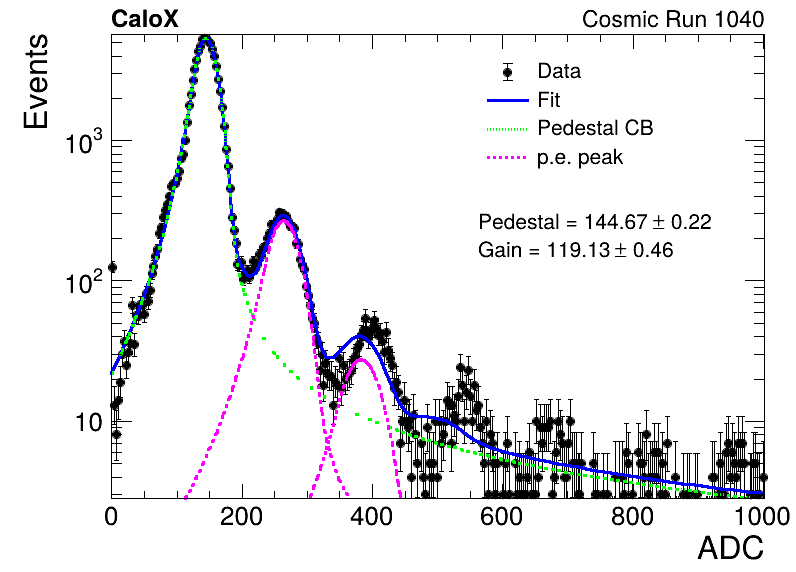 CaloX Cosmic Run 1040
Events
Data
Fit
Pedestal CB
p.e. peak
Pedestal = 144.67 ± 0.22
Gain = 119.13 ± 0.46
10³
10²
10
0 200 400 600 800 1000
ADC